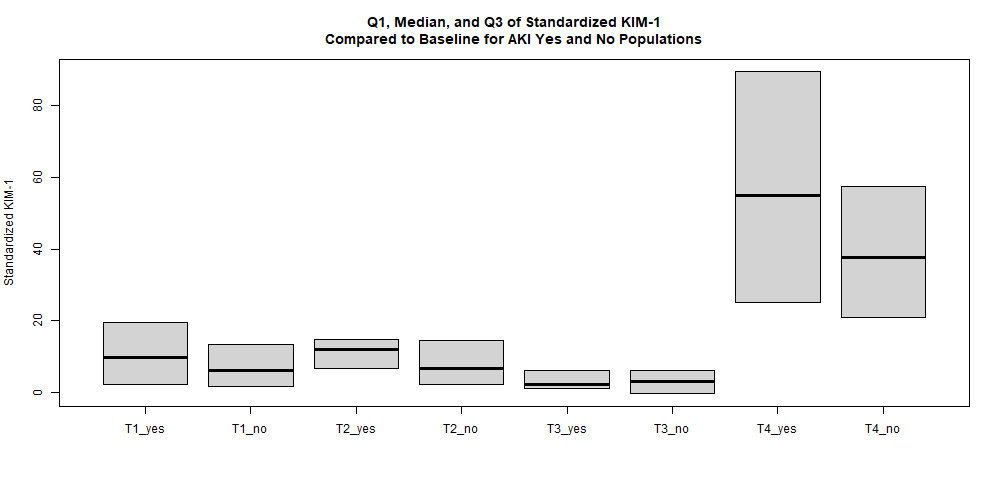 Q1, Median, and Q3 of Standardized KIM-1
Compared to Baseline for AKI Yes and No Populations
Standardized KIM-1
80
60
40
20
0
T1_yes T1_no T2_yes T2_no T3_yes T3_no T4_yes T4_no